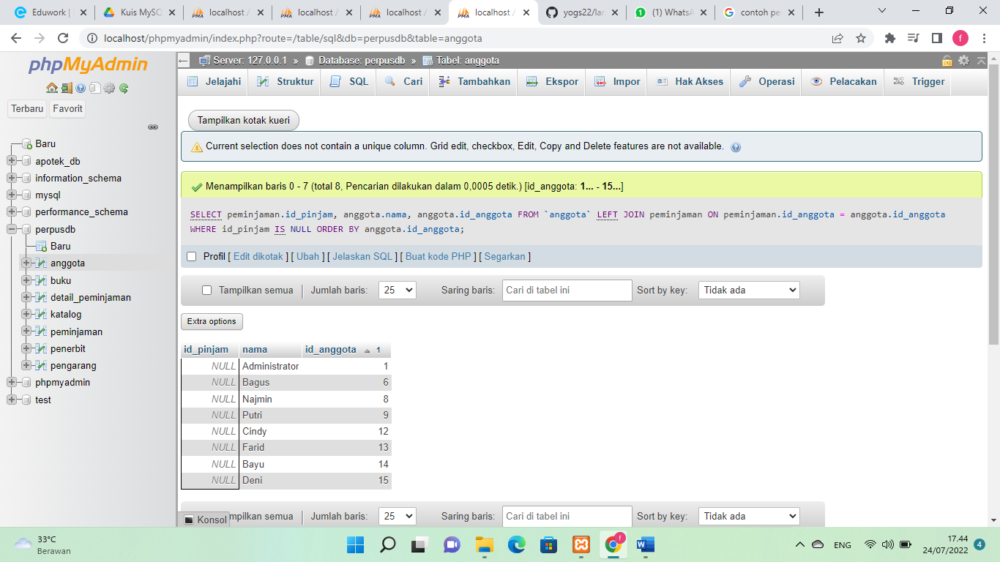 Eduwork |
Kuis MySQ
localhost /
localhost /
localhost /
localhost /
yogs22/lar
(1) WhatsA
contoh pe
localhost/phpmyadmin/index.php?route=/table/sql&db=perpusdb&table=anggota
f
phpMyAdmin
Terbaru
Favorit
Baru
apotek_db
information_schema
mysql
performance_schema
perpusdb
Baru
anggota
buku
detail_peminjaman
katalog
peminjaman
penerbit
pengarang
phpmyadmin
test
Server: 127.0.0.1 » Database: perpusdb » Tabel: anggota
Jelajahi Struktur SQL Cari Tambahkan Ekspor Impor Hak Akses Operasi Pelacakan Trigger
Tampilkan kotak kueri
Current selection does not contain a unique column. Grid edit, checkbox, Edit, Copy and Delete features are not available.
Menampilkan baris 0 - 7 (total 8, Pencarian dilakukan dalam 0,0005 detik.) [id_anggota: 1... - 15...]
SELECT peminjaman.id_pinjam, anggota.nama, anggota.id_anggota FROM `anggota` LEFT JOIN peminjaman ON peminjaman.id_anggota = anggota.id_anggota
WHERE id_pinjam IS NULL ORDER BY anggota.id_anggota;
Profil [ Edit dikotak ] [ Ubah ] [ Jelaskan SQL ] [ Buat kode PHP ] [ Segarkan ]
Tampilkan semua Jumlah baris: 25 Saring baris: Cari di tabel ini Sort by key: Tidak ada
Extra options
id_pinjam nama id_anggota 1
NULL Administrator 1
NULL Bagus 6
NULL Najmin 8
NULL Putri 9
NULL Cindy 12
NULL Farid 13
NULL Bayu 14
NULL Deni 15
Konsol mpilkan semua Jumlah baris: 25 Saring baris: Cari di tabel ini Sort by key: Tidak ada
33°C
Berawan
f
ENG
17.44
24/07/2022
4